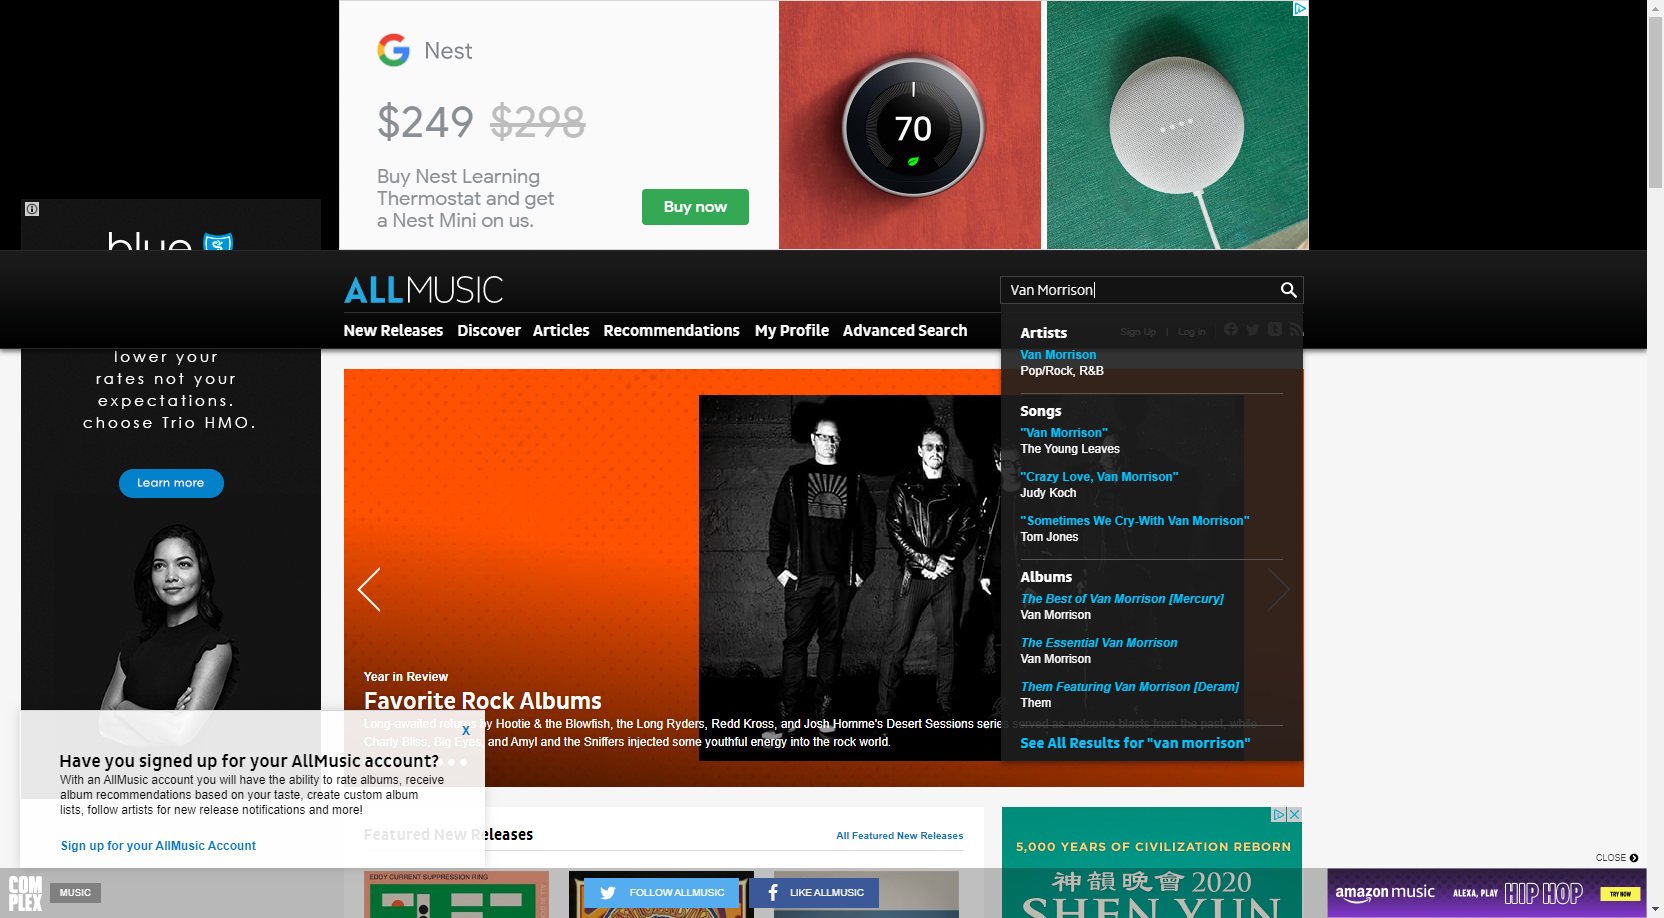 Nest
$249 $298
Buy Nest Learning
Thermostat and get
a Nest Mini on us.
Buy now
70
blue
lower your
rates not your
expectations.
choose Trio HMO.
Learn more
ALLMUSIC
Van Morrison
New Releases Discover Articles Recommendations My Profile Advanced Search
Sign Up | Log in
Artists
Van Morrison
Pop/Rock, R&B
Songs
"Van Morrison"
The Young Leaves
"Crazy Love, Van Morrison"
Judy Koch
"Sometimes We Cry-With Van Morrison"
Tom Jones
Albums
The Best of Van Morrison [Mercury]
Van Morrison
The Essential Van Morrison
Van Morrison
Them Featuring Van Morrison [Deram]
Them
See All Results for "van morrison"
Year in Review
Favorite Rock Albums
Long-awaited returns by Hootie & the Blowfish, the Long Ryders, Redd Kross, and Josh Homme's Desert Sessions series served as welcome blasts from the past, while
Charly Bliss, Big Eyes, and Amyl and the Sniffers injected some youthful energy into the rock world.
X
Have you signed up for your AllMusic account?
With an AllMusic account you will have the ability to rate albums, receive
album recommendations based on your taste, create custom album
lists, follow artists for new release notifications and more!
Sign up for your AllMusic Account
Featured New Releases
All Featured New Releases
EDDY CURRENT SUPPRESSION RING
5,000 YEARS OF CIVILIZATION REBORN
神韻晚會 2020
SHEN YUN
CLOSE
COMPLEX
MUSIC
FOLLOW ALLMUSIC
LIKE ALLMUSIC
amazon music ALEXA, PLAY HIP HOP TRY NOW